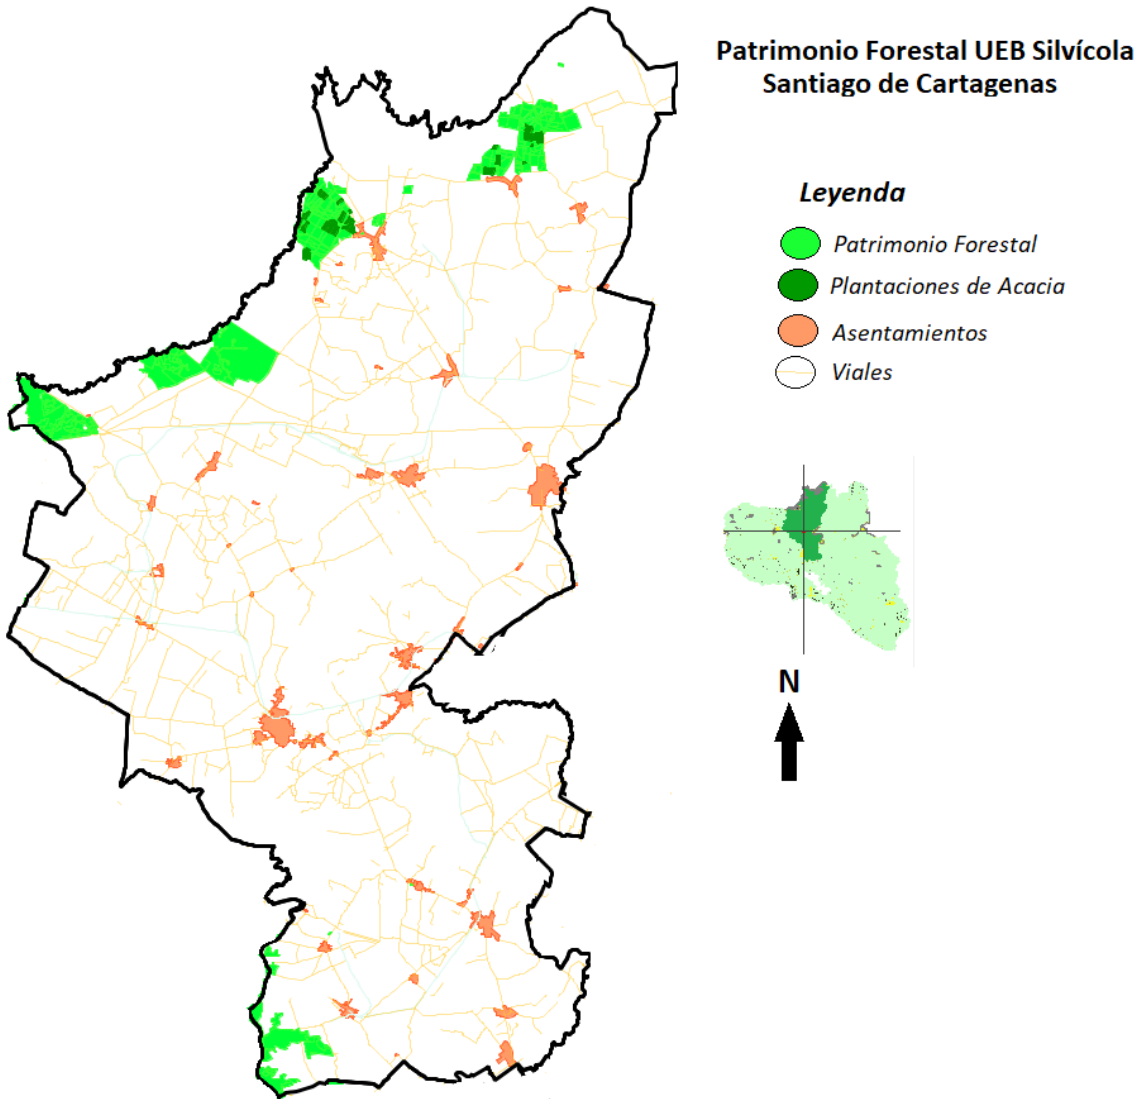 Patrimonio Forestal UEB Silvícola
Santiago de Cartagenas
Leyenda
Patrimonio Forestal
Plantaciones de Acacia
Asentamientos
Viales
N